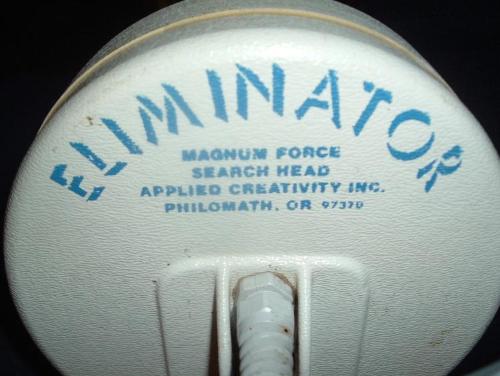 ELIMINATOR
MAGNUM FORCE
SEARCH HEAD
APPLIED CREATIVITY INC.
PHILOMATH, OR 97370